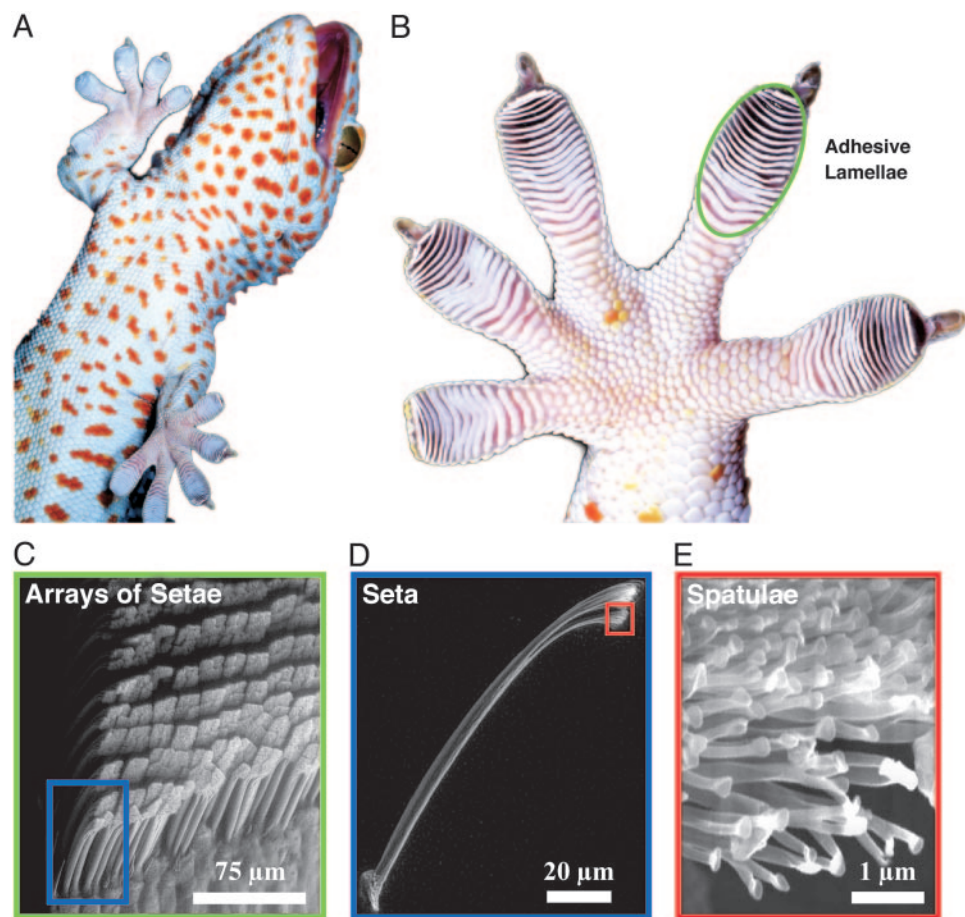 A
B
Adhesive
Lamellae
C
D
E
Arrays of Setae
Seta
Spatulae
75 µm
20 µm
1 µm